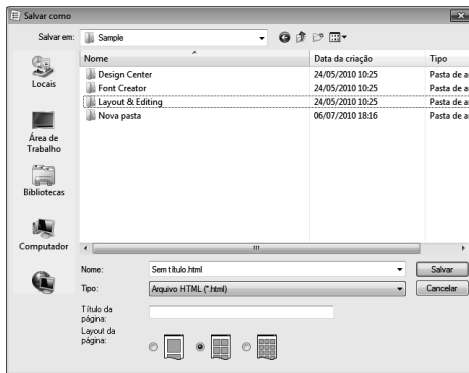 Salvar como
Salvar em: Sample
Nome Data da criação Tipo
Design Center 24/05/2010 10:25 Pasta de a
Font Creator 24/05/2010 10:25 Pasta de a
Layout & Editing 24/05/2010 10:25 Pasta de a
Nova pasta 06/07/2010 18:16 Pasta de a
Locais
Área de
Trabalho
Bibliotecas
Computador
Nome: Sem título.html Salvar
Tipo: Arquivo HTML (*.html) Cancelar
Título da
página:
Layout da
página: